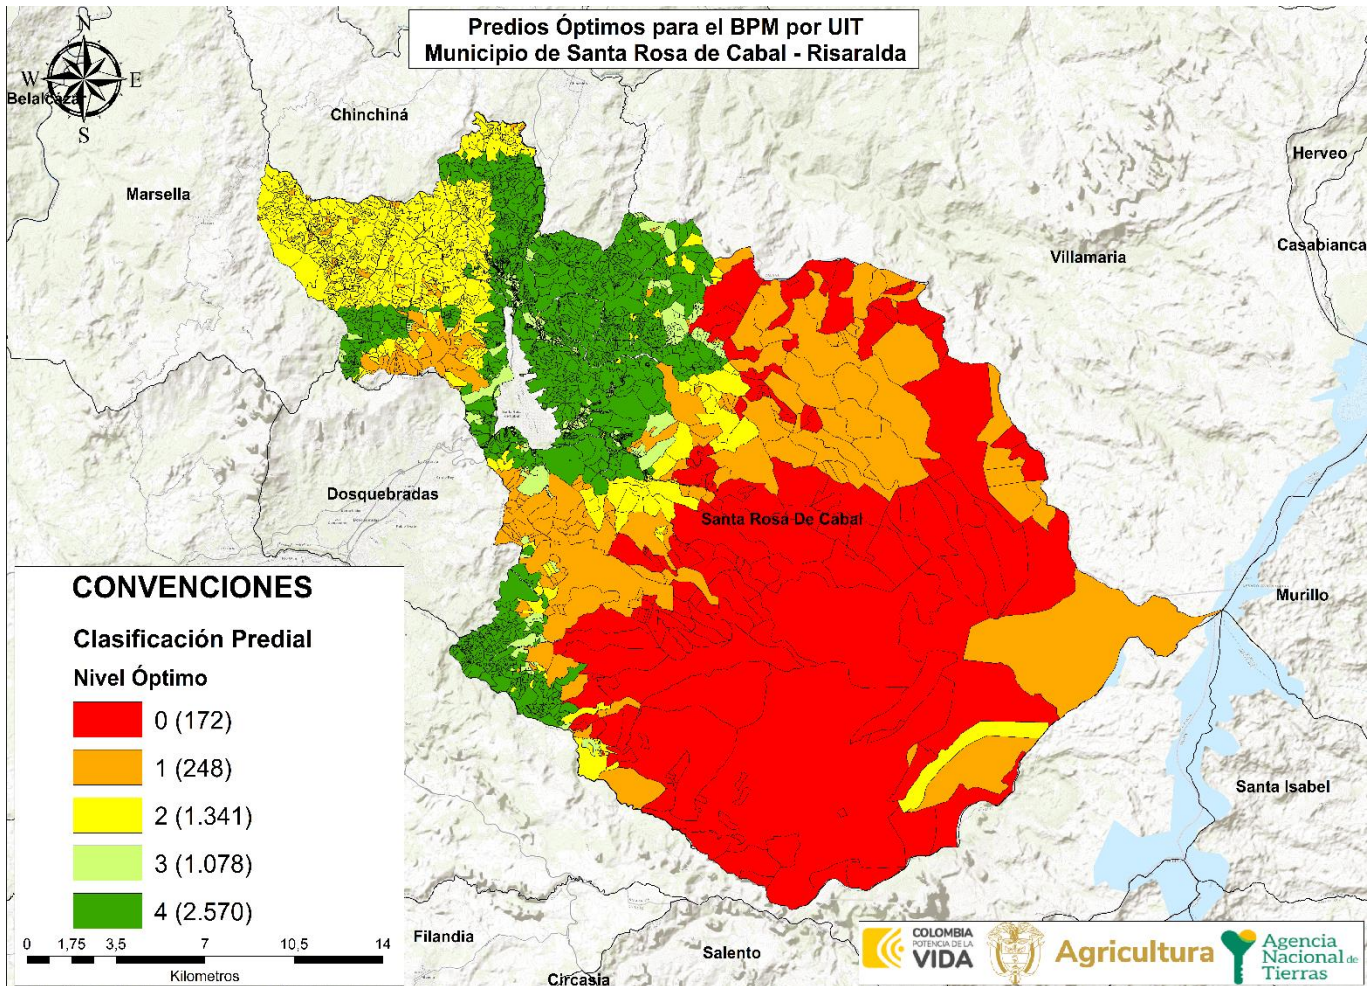 Predios Óptimos para el BPM por UIT
Municipio de Santa Rosa de Cabal - Risaralda
N
W
E
S
Belalcázar
Chinchiná
Marsella
Herveo
Casabianca
Villamaria
Dosquebradas
Santa Rosa De Cabal
Murillo
Santa Isabel
Filandia
Salento
Circasia
CONVENCIONES
Clasificación Predial
Nivel Óptimo
0 (172)
1 (248)
2 (1.341)
3 (1.078)
4 (2.570)
0 1,75 3,5 7 10,5 14
Kilometros
COLOMBIA
POTENCIA DE LA
VIDA
Agricultura
Agencia
Nacional de
Tierras